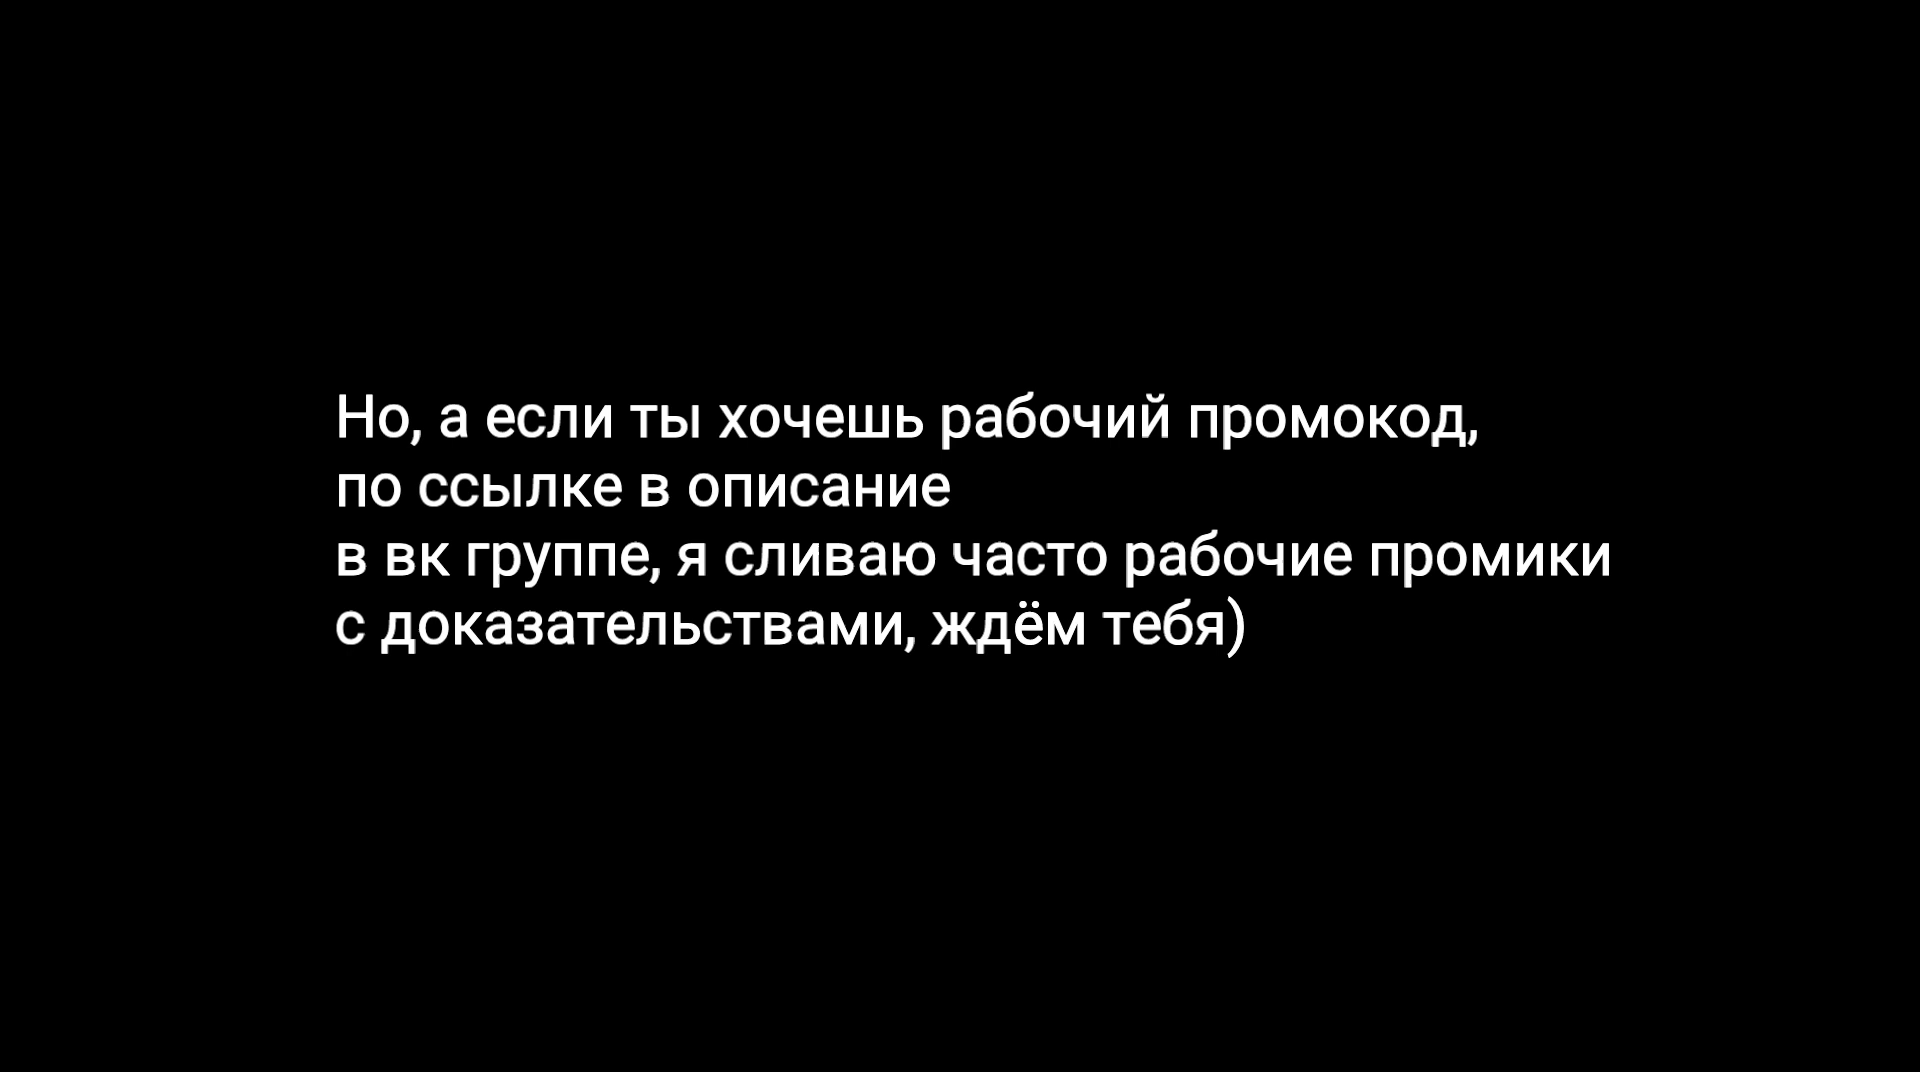 Но, а если ты хочешь рабочий промокод,
по ссылке в описание
в вк группе, я сливаю часто рабочие промики
с доказательствами, ждём тебя)